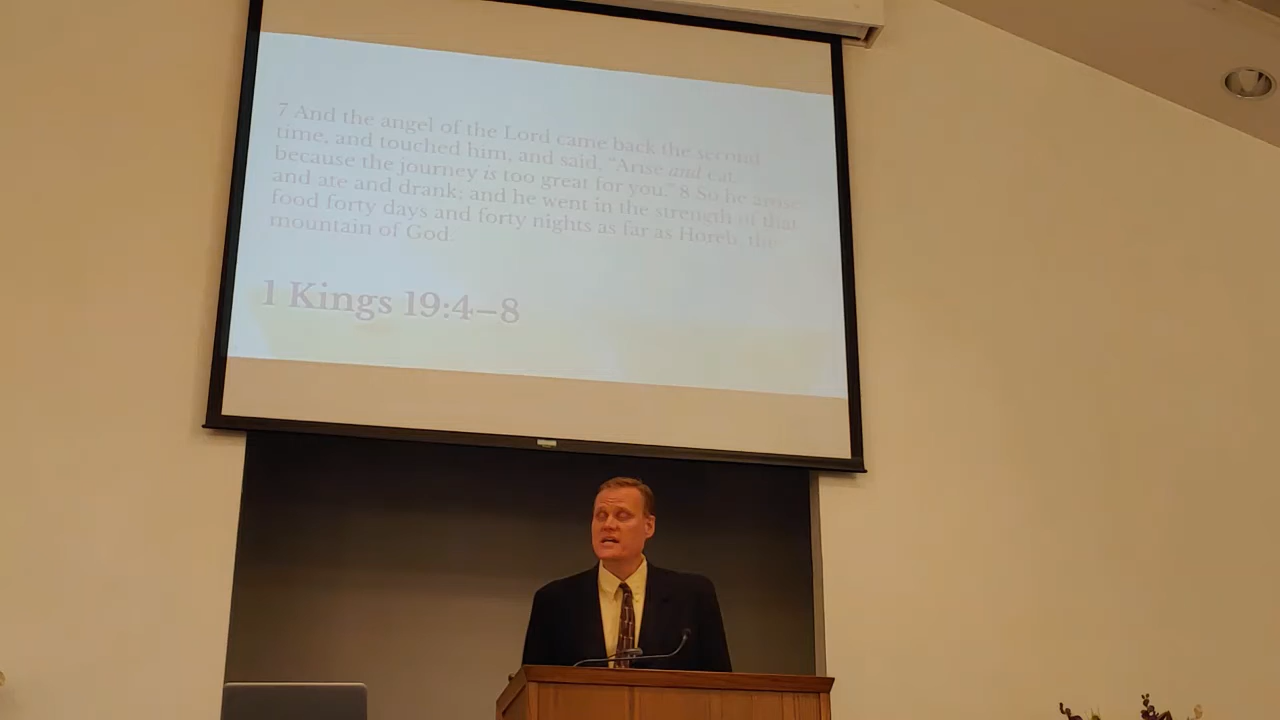 7 And the angel of the Lord came back the second
time, and touched him, and said, "Arise and eat,
because the journey is too great for you." 8 So he arose,
and ate and drank; and he went in the strength of that
food forty days and forty nights as far as Horeb, the
mountain of God.
1 Kings 19:4–8